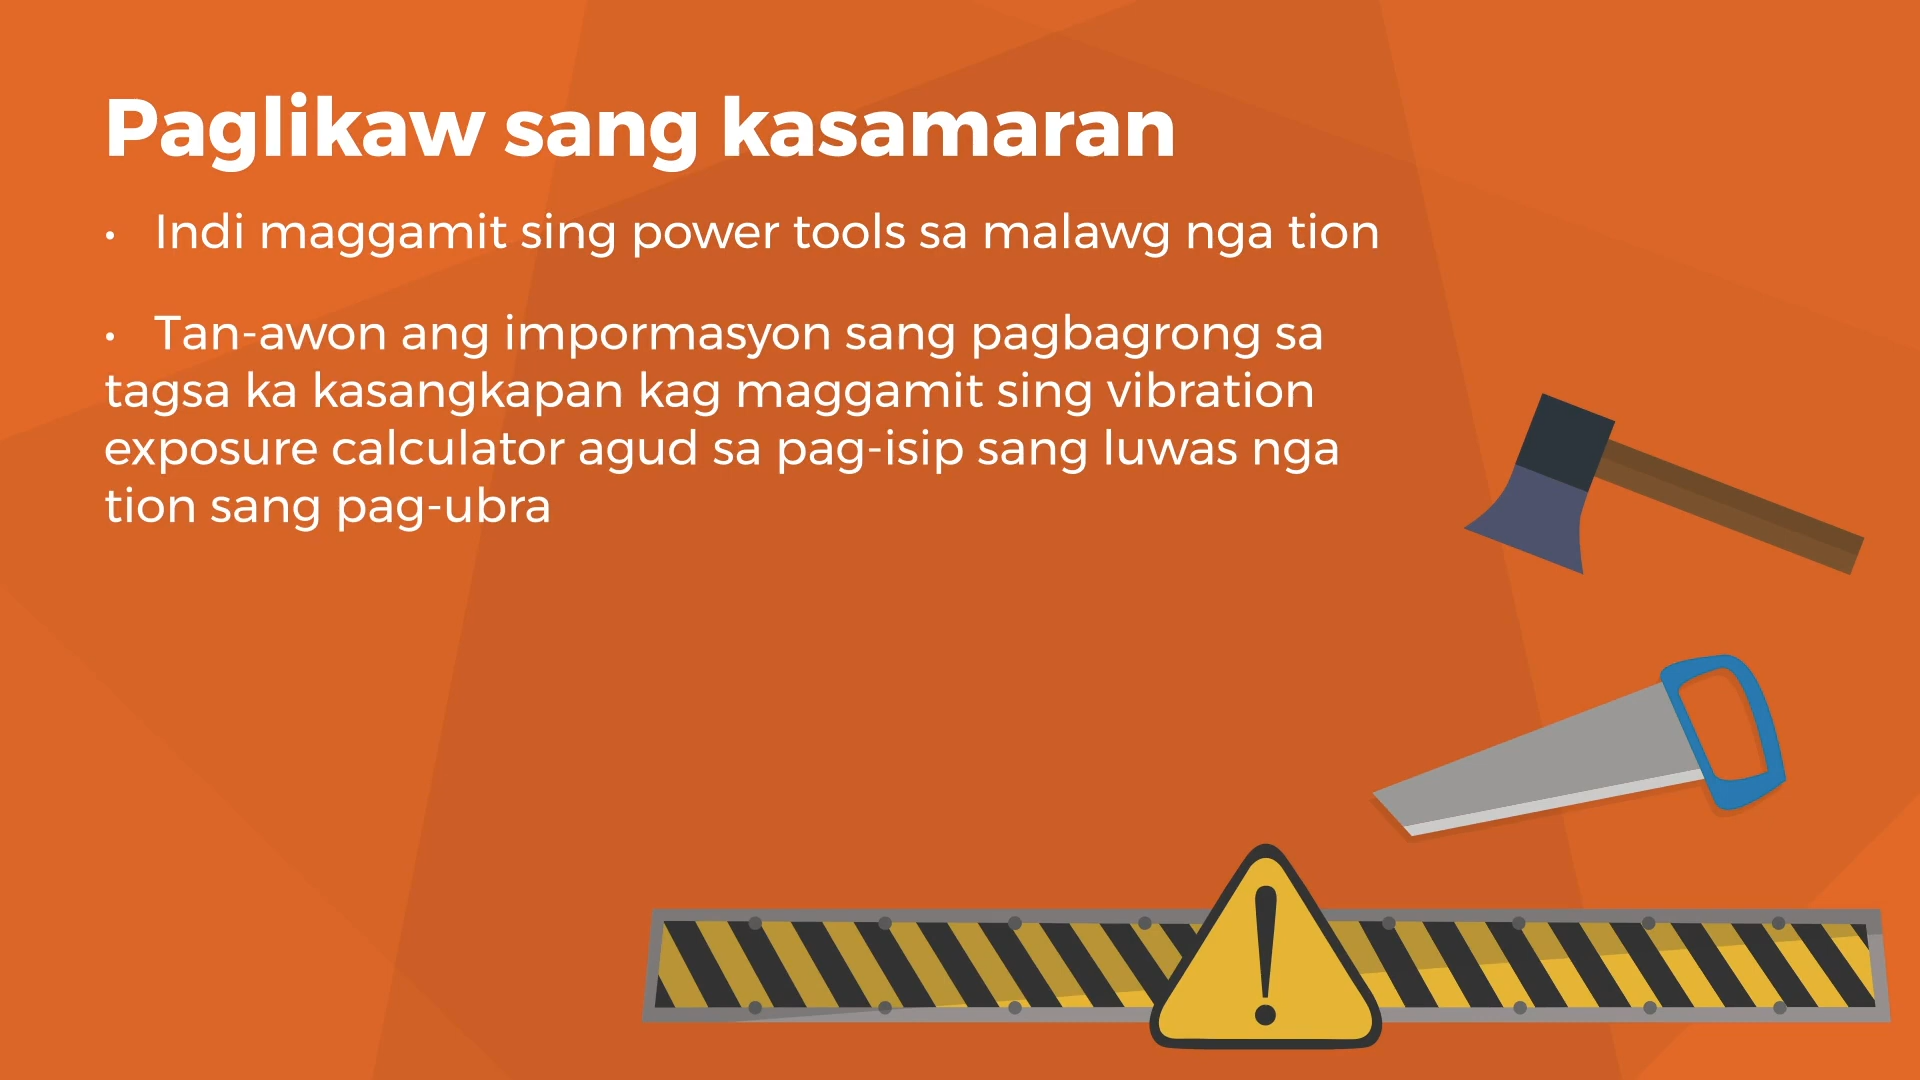 Paglikaw sang kasamaran
• Indi maggamit sing power tools sa malawg nga tion
• Tan-awon ang impormasyon sang pagbagrong sa
tagsa ka kasangkapan kag maggamit sing vibration
exposure calculator agud sa pag-isip sang luwas nga
tion sang pag-ubra